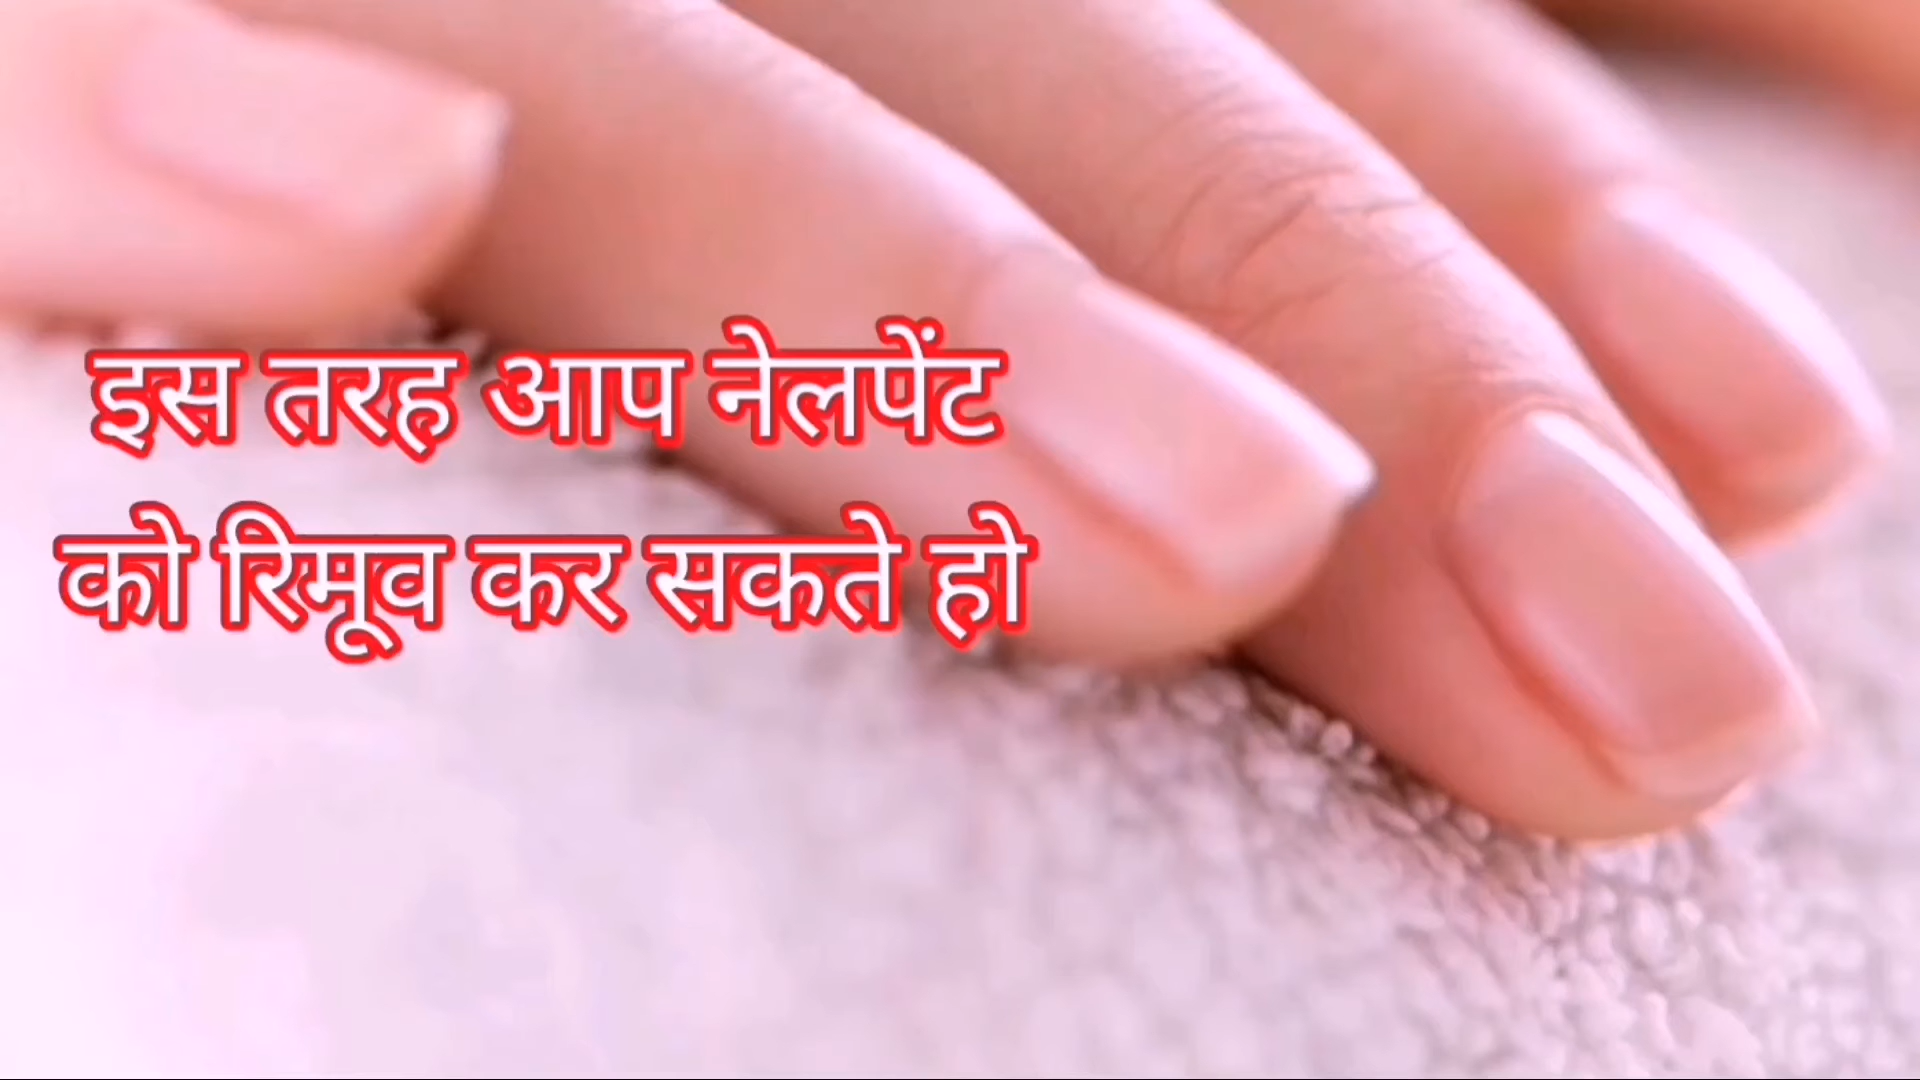 इस तरह आप नेलपेंट
को रिमूव कर सकते हो